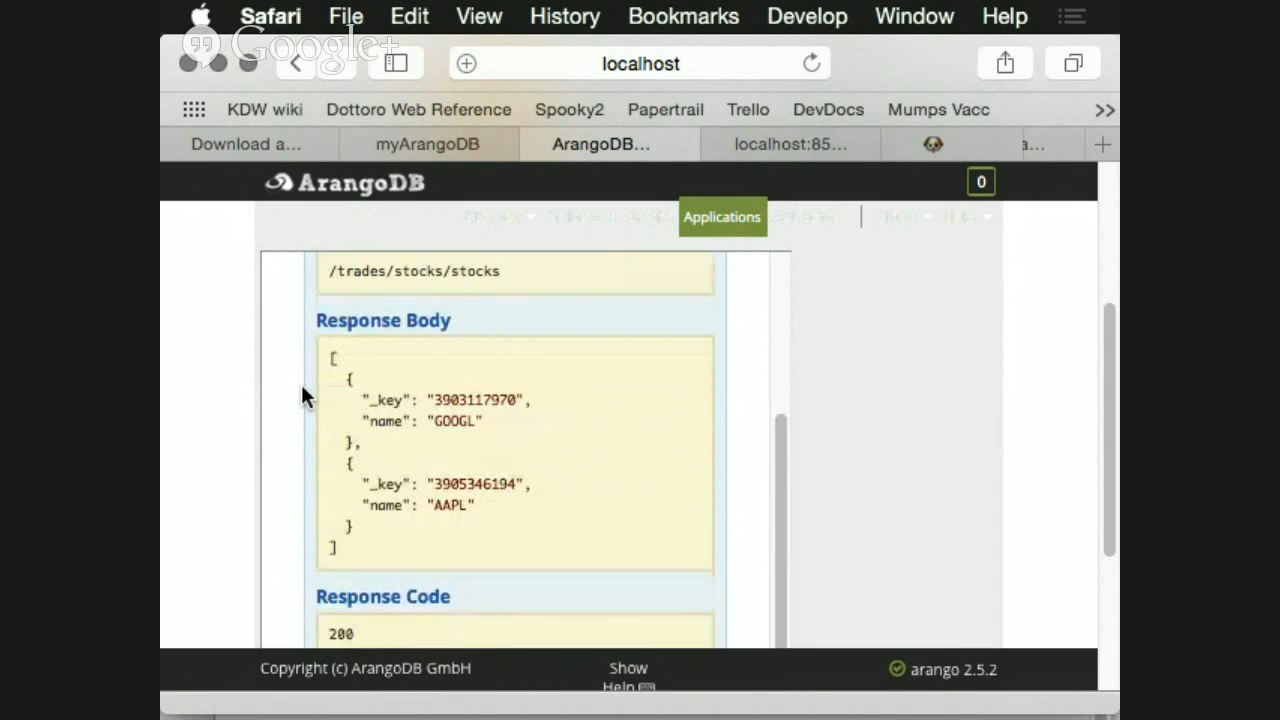 Safari File Edit View History Bookmarks Develop Window Help
Google+
localhost
KDW wiki Dottoro Web Reference Spooky2 Papertrail Trello DevDocs Mumps Vacc >>
Download a... myArangoDB ArangoDB... localhost:85... a... +
ArangoDB 0
Applications
/trades/stocks/stocks
Response Body
[
{
"_key": "3903117970",
"name": "GOOGL"
},
{
"_key": "3905346194",
"name": "AAPL"
}
]
Response Code
200
Copyright (c) ArangoDB GmbH Show arango 2.5.2
Help